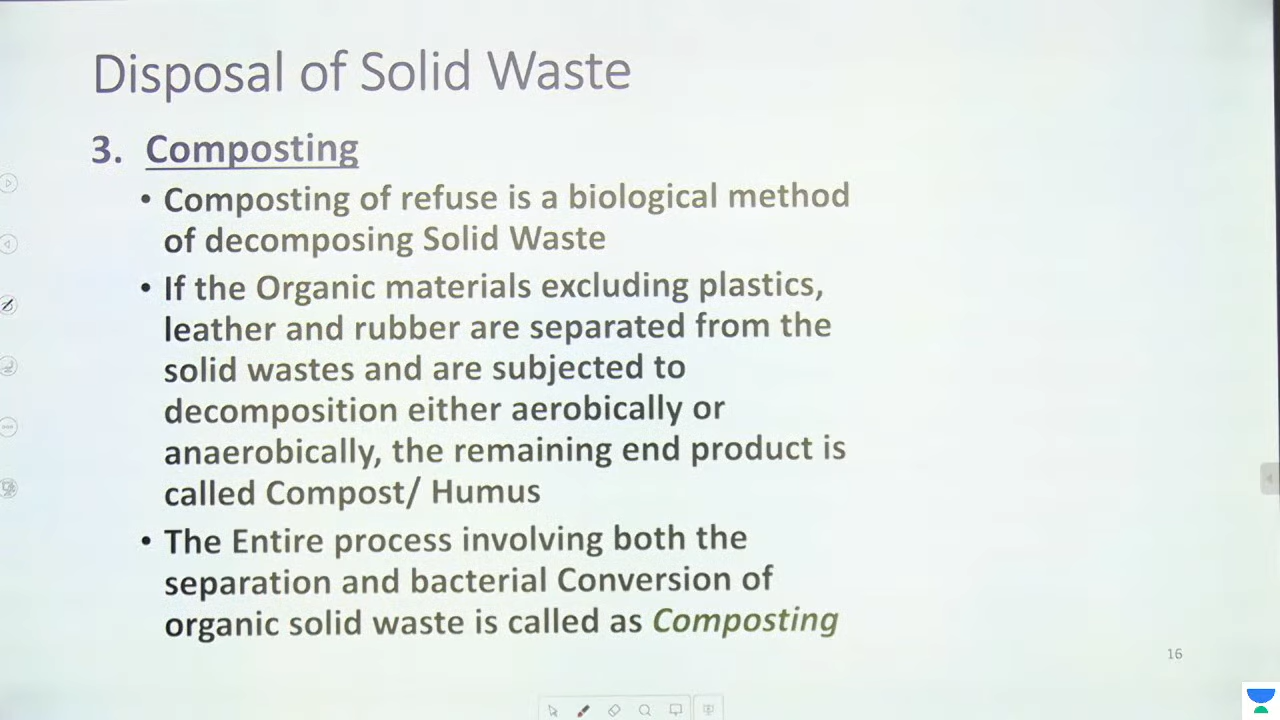 Disposal of Solid Waste
3. Composting
• Composting of refuse is a biological method
of decomposing Solid Waste
• If the Organic materials excluding plastics,
leather and rubber are separated from the
solid wastes and are subjected to
decomposition either aerobically or
anaerobically, the remaining end product is
called Compost/ Humus
• The Entire process involving both the
separation and bacterial Conversion of
organic solid waste is called as Composting
16